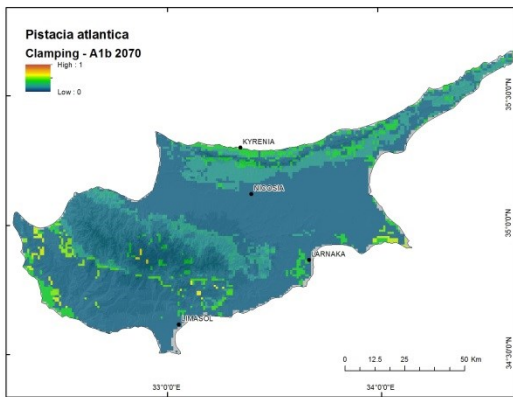 Pistacia atlantica
Clamping - A1b 2070
High : 1
Low : 0
35°30'0"N
KYRENIA
NICOSIA
35°0'0"N
LARNAKA
LIMASOL
0 12.5 25 50 Km
34°30'0"N
33°0'0"E 34°0'0"E